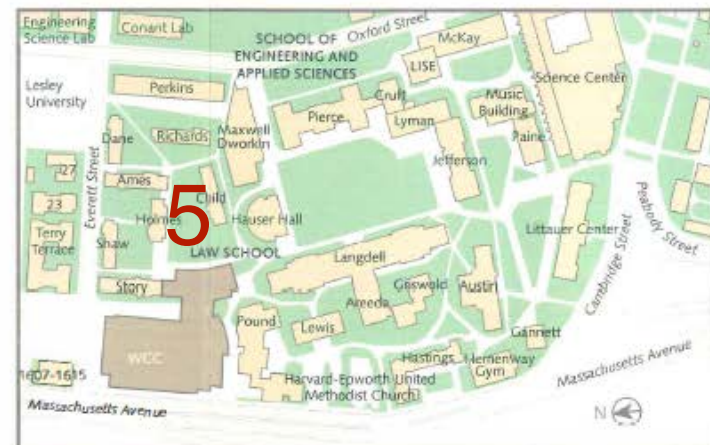 Engineering
Science Lab
Conant Lab
Oxford Street
SCHOOL OF
ENGINEERING AND
APPLIED SCIENCES
McKay
LISE
Science Center
Lesley
University
Perkins
Cruft
Music
Building
Pierce
Lyman
Paine
Maxwell
Dworkin
Richards
Dane
Jefferson
Everett Street
Ames
23
Child
5
Holmes
Hauser Hall
Peabody Street
Terry
Terrace
Shaw
LAW SCHOOL
Littauer Center
Langdell
Cambridge Street
Story
Areeda
Griswold
Austin
Pound
Lewis
Gannett
WCC
Hastings
Hemenway
Gym
1607-1615
Harvard-Epworth United
Methodist Church
Massachusetts Avenue
Massachusetts Avenue
N